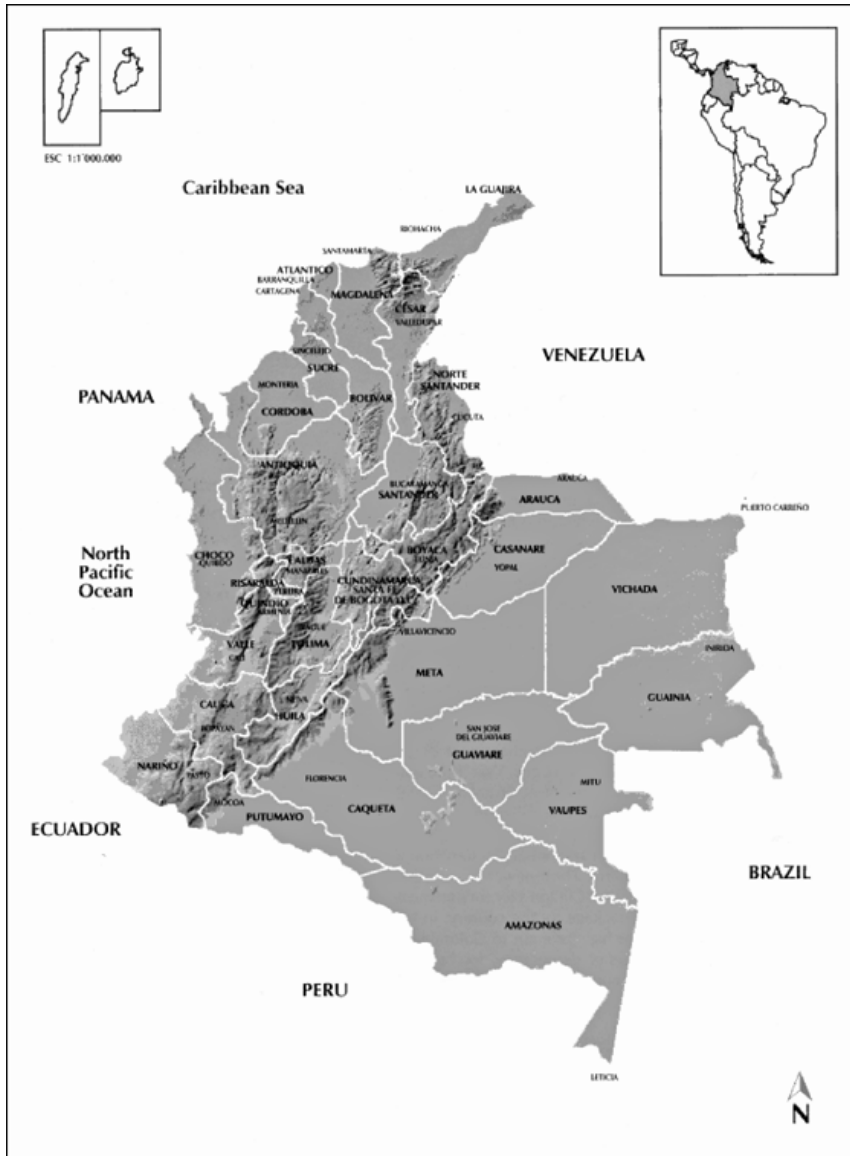 ESC 1:1'000.000
Caribbean Sea
LA GUAJIRA
RIOHACHA
SANTAMARTA
ATLANTICO
BARRANQUILLA
CARTAGENA
MAGDALENA
CESAR
VALLEDUPAR
VENEZUELA
SINCELEJO
SUCRE
NORTE
SANTANDER
PANAMA
MONTERIA
BOLIVAR
CORDOBA
CUCUTA
ANTIOQUIA
BUCARAMANGA
SANTANDER
ARAUCA
ARAUCA
PUERTO CARREÑO
MEDELLIN
North
Pacific
Ocean
CHOCO
QUIBDO
BOYACA
TUNJA
CASANARE
YOPAL
CALDAS
MANIZALES
RISARALDA
PEREIRA
CUNDINAMARCA
SANTA FE
DE BOGOTA D.C.
VICHADA
QUINDIO
ARMENIA
IBAGUE
VILLAVICENCIO
VALLE
CALI
TOLIMA
INIRIDA
META
GUAINIA
CAUCA
NEIVA
HUILA
POPAYAN
SAN JOSE
DEL GIUAVIARE
GUAVIARE
NARIÑO
PASTO
FLORENCIA
MITU
MOCOA
CAQUETA
VAUPES
PUTUMAYO
ECUADOR
BRAZIL
AMAZONAS
PERU
LETICIA
N